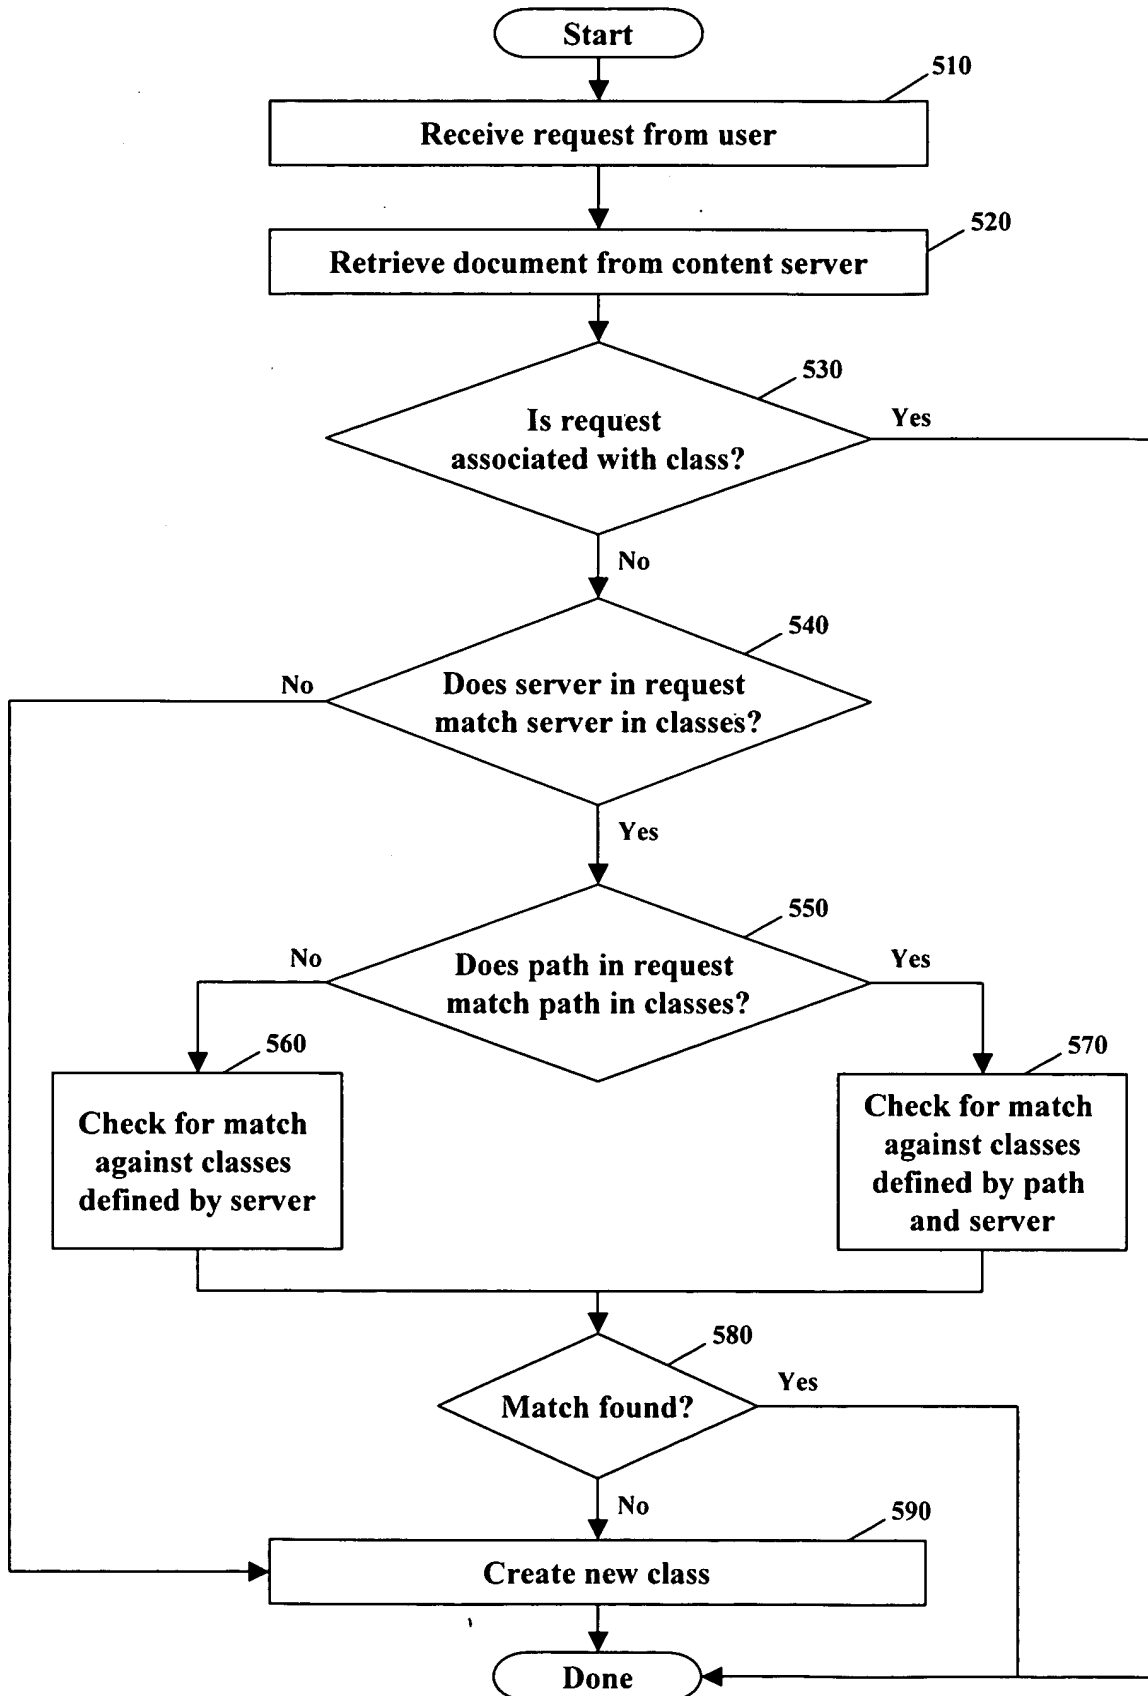 Start
510
Receive request from user
520
Retrieve document from content server
530
Is request
associated with class?
Yes
No
540
Does server in request
match server in classes?
No
Yes
550
Does path in request
match path in classes?
No
Yes
560
Check for match
against classes
defined by server
570
Check for match
against classes
defined by path
and server
580
Match found?
Yes
No
590
Create new class
Done